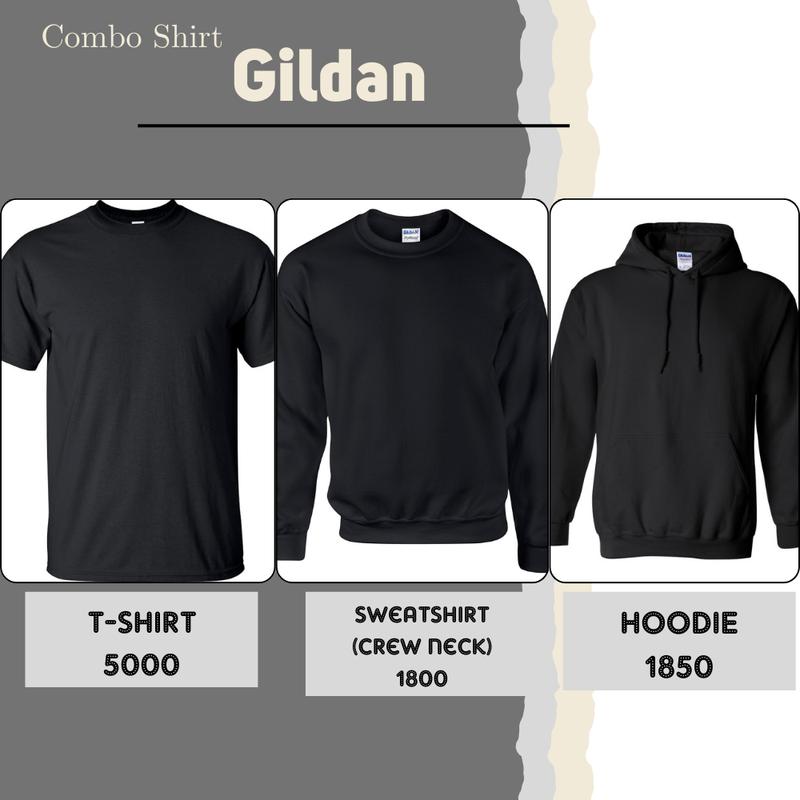 Combo Shirt
Gildan
T-SHIRT
5000
SWEATSHIRT
(CREW NECK)
1800
HOODIE
1850